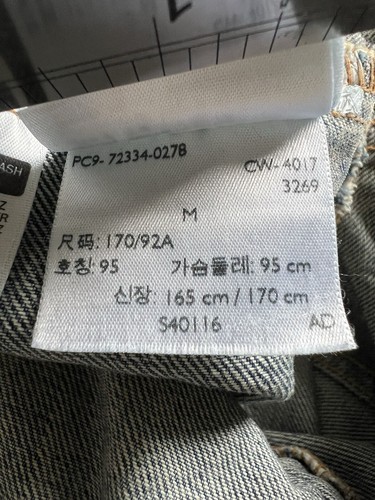 PC9- 72334-0278
CW- 4017
3269
M
尺码: 170/92A
호칭: 95 가슴둘레: 95 cm
신장: 165 cm / 170 cm
S40116 AD
ASH
Z
R
Z